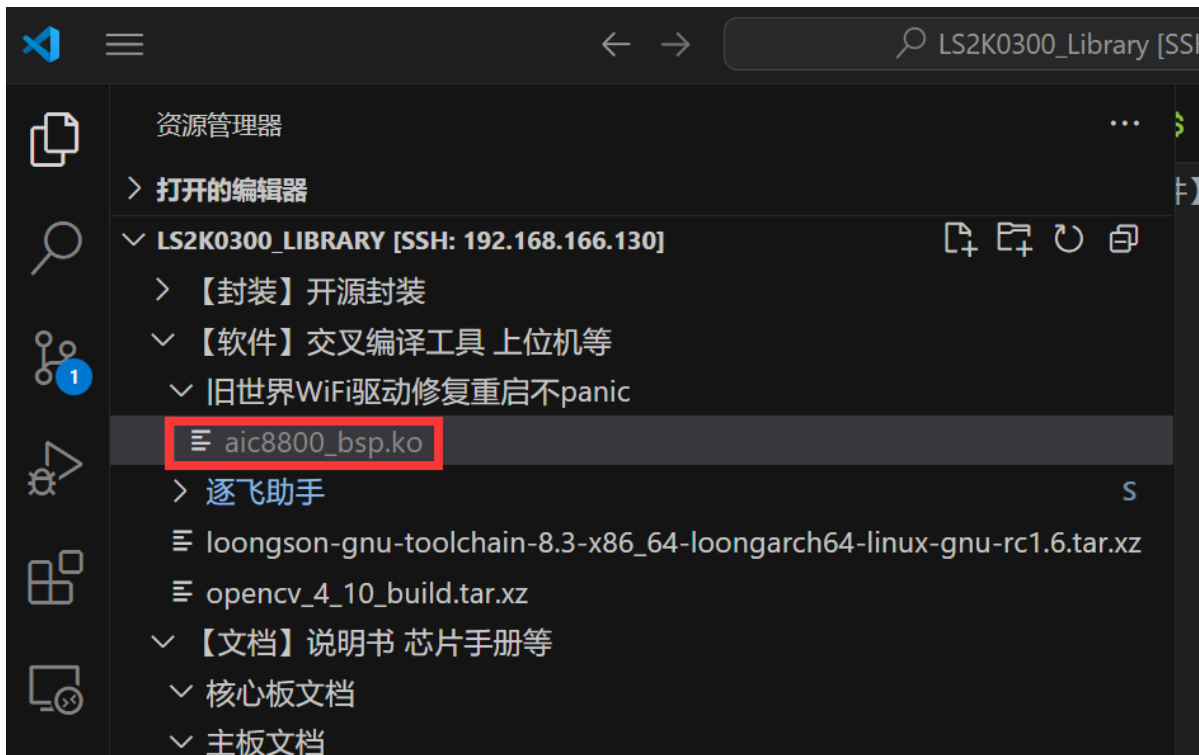 LS2K0300_Library [SSH
资源管理器
打开的编辑器
LS2K0300_LIBRARY [SSH: 192.168.166.130]
【封装】开源封装
【软件】交叉编译工具 上位机等
1
旧世界WiFi驱动修复重启不panic
aic8800_bsp.ko
逐飞助手 S
loongson-gnu-toolchain-8.3-x86_64-loongarch64-linux-gnu-rc1.6.tar.xz
opencv_4_10_build.tar.xz
【文档】说明书 芯片手册等
核心板文档
主板文档